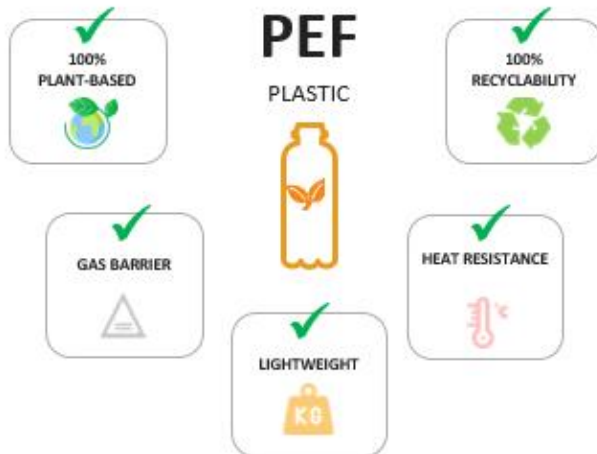 PEF
PLASTIC
100%
PLANT-BASED
100%
RECYCLABILITY
GAS BARRIER
HEAT RESISTANCE
°C
LIGHTWEIGHT
KG